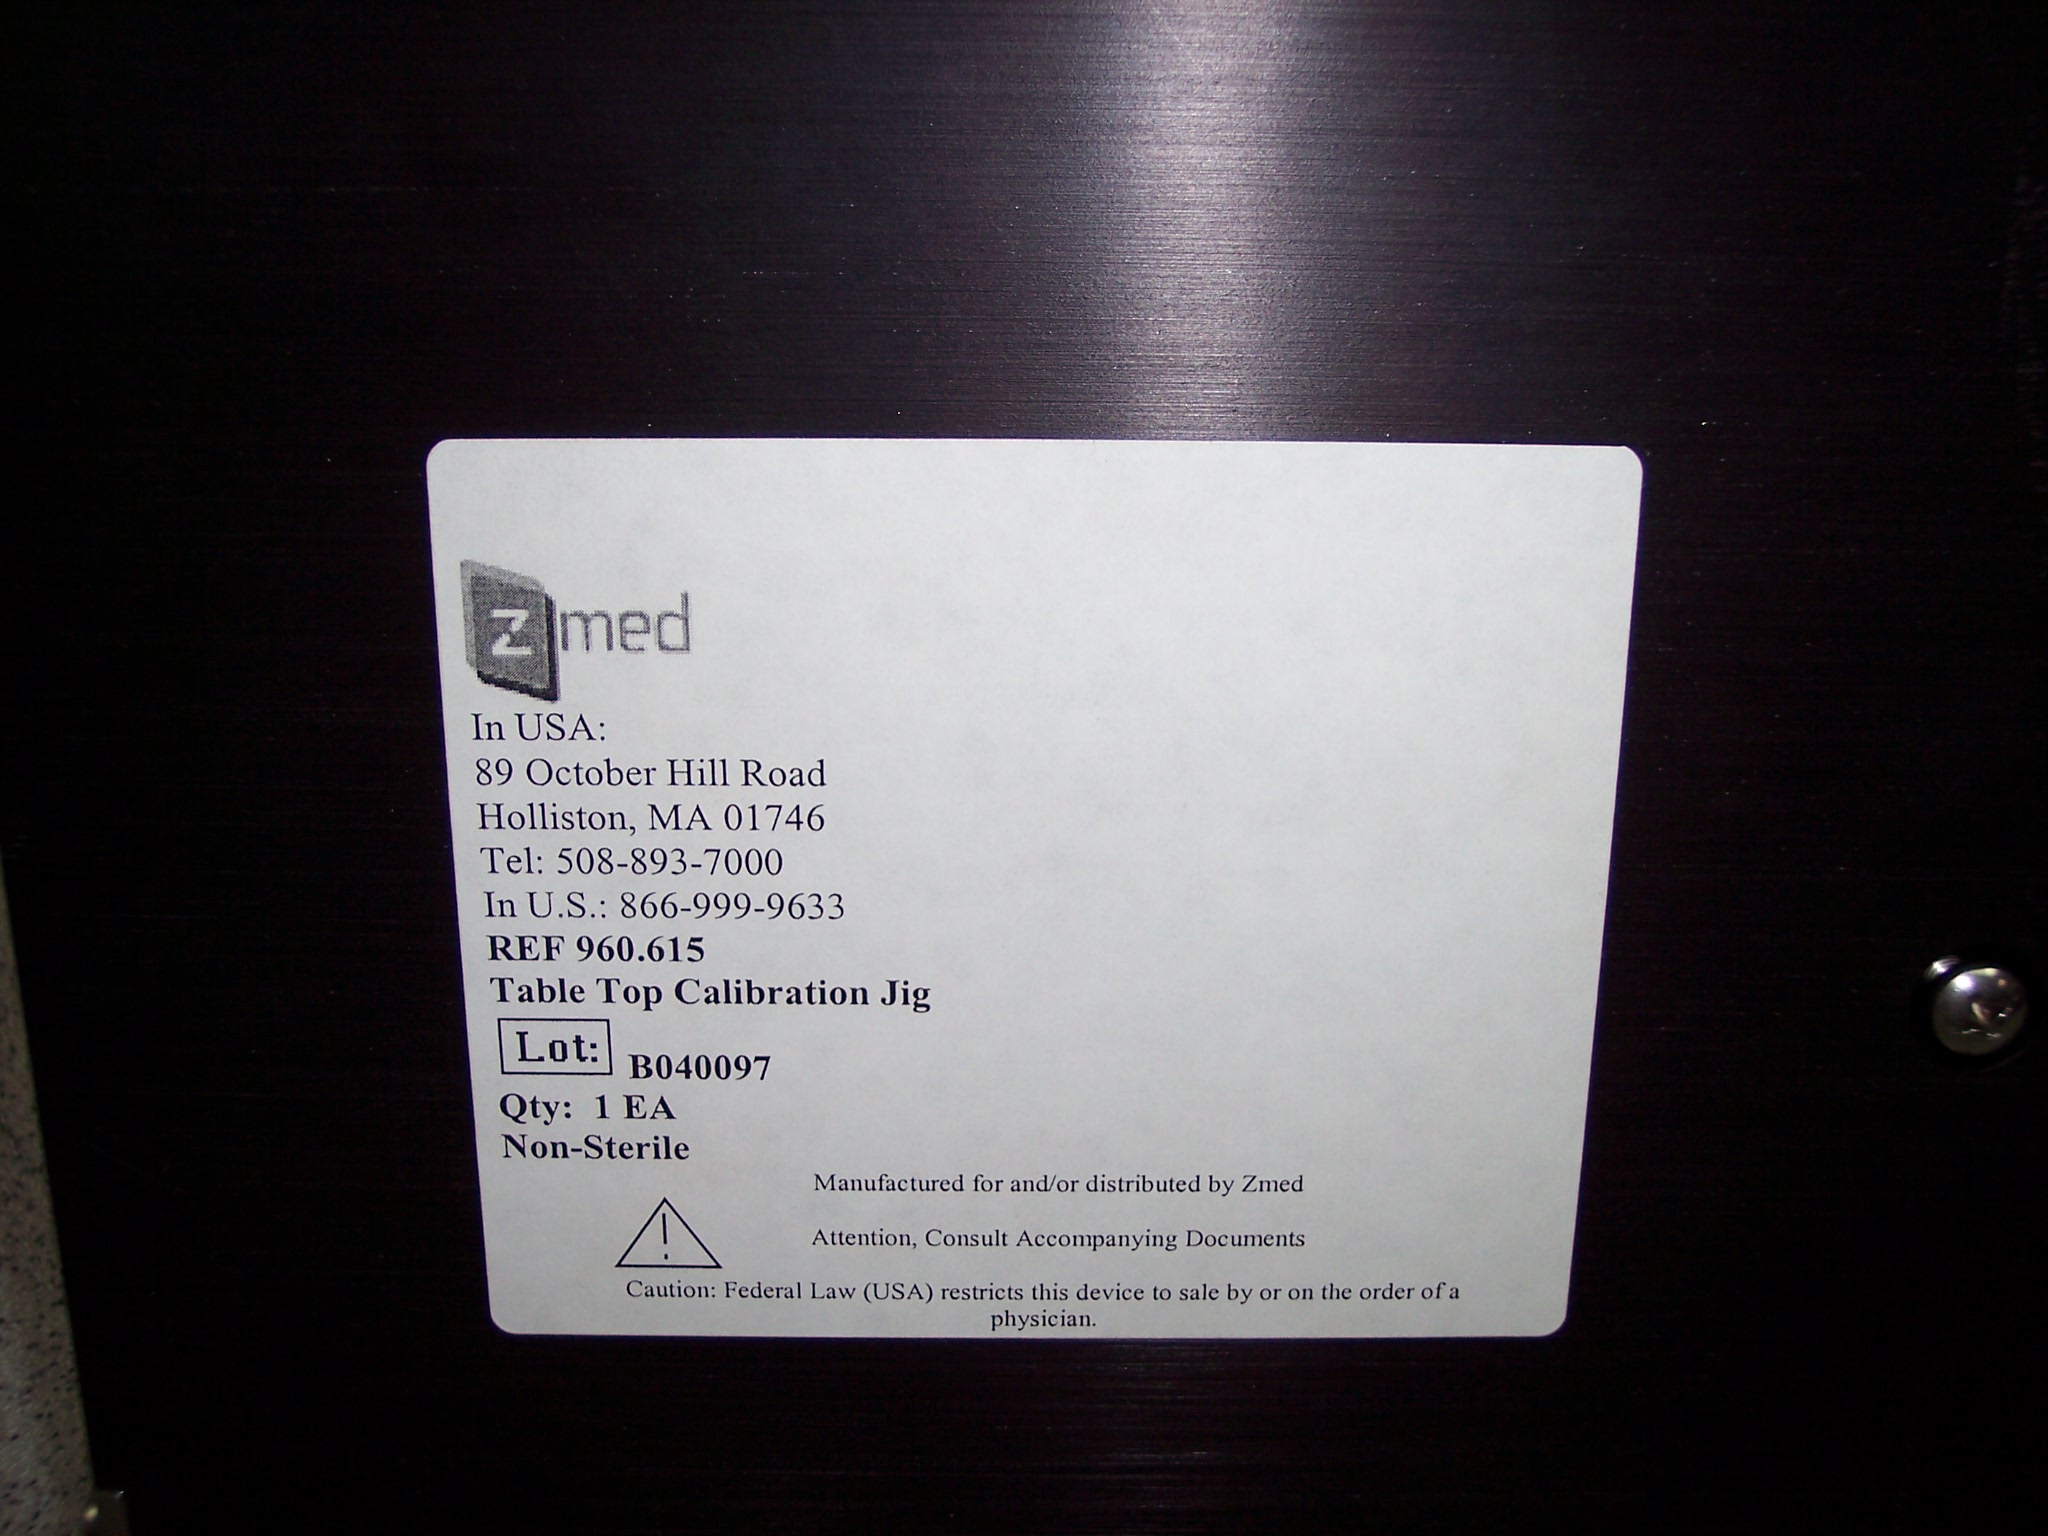 zmed
In USA:
89 October Hill Road
Holliston, MA 01746
Tel: 508-893-7000
In U.S.: 866-999-9633
REF 960.615
Table Top Calibration Jig
Lot: B040097
Qty: 1 EA
Non-Sterile
Manufactured for and/or distributed by Zmed
Attention, Consult Accompanying Documents
Caution: Federal Law (USA) restricts this device to sale by or on the order of a
physician.